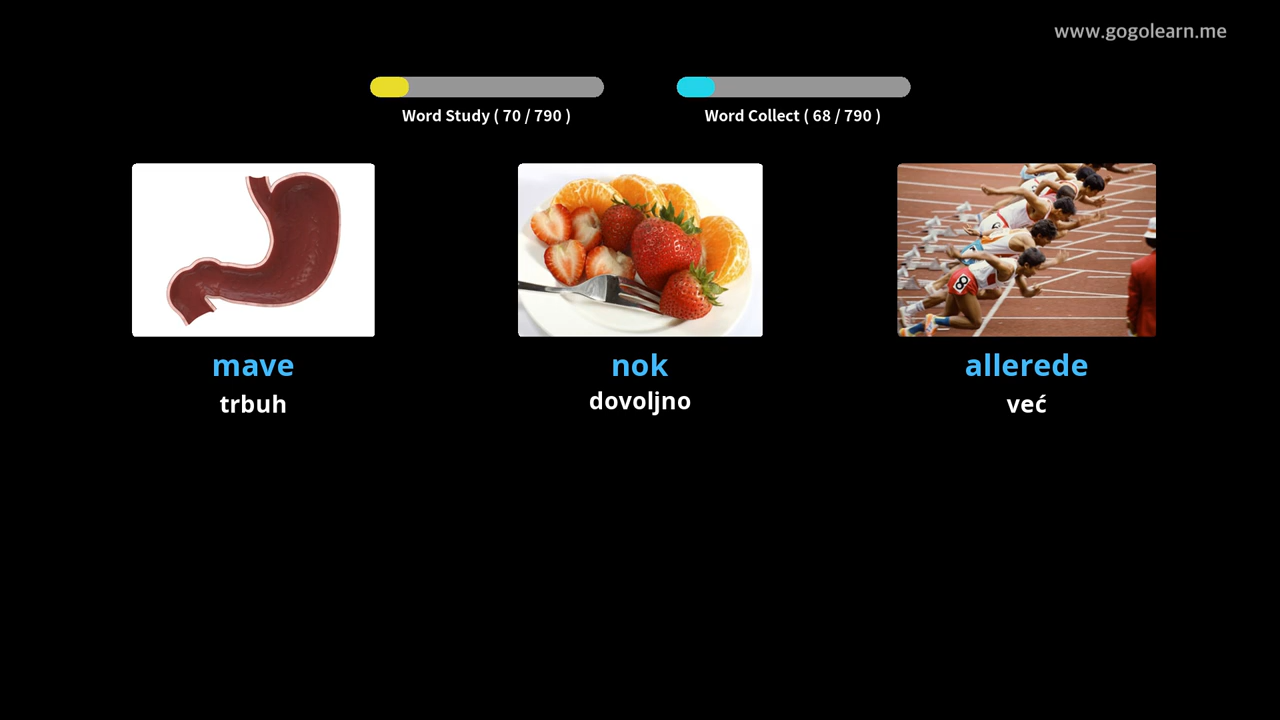 www.gogolearn.me
Word Study ( 70 / 790 )
Word Collect ( 68 / 790 )
mave
trbuh
nok
dovoljno
allerede
već